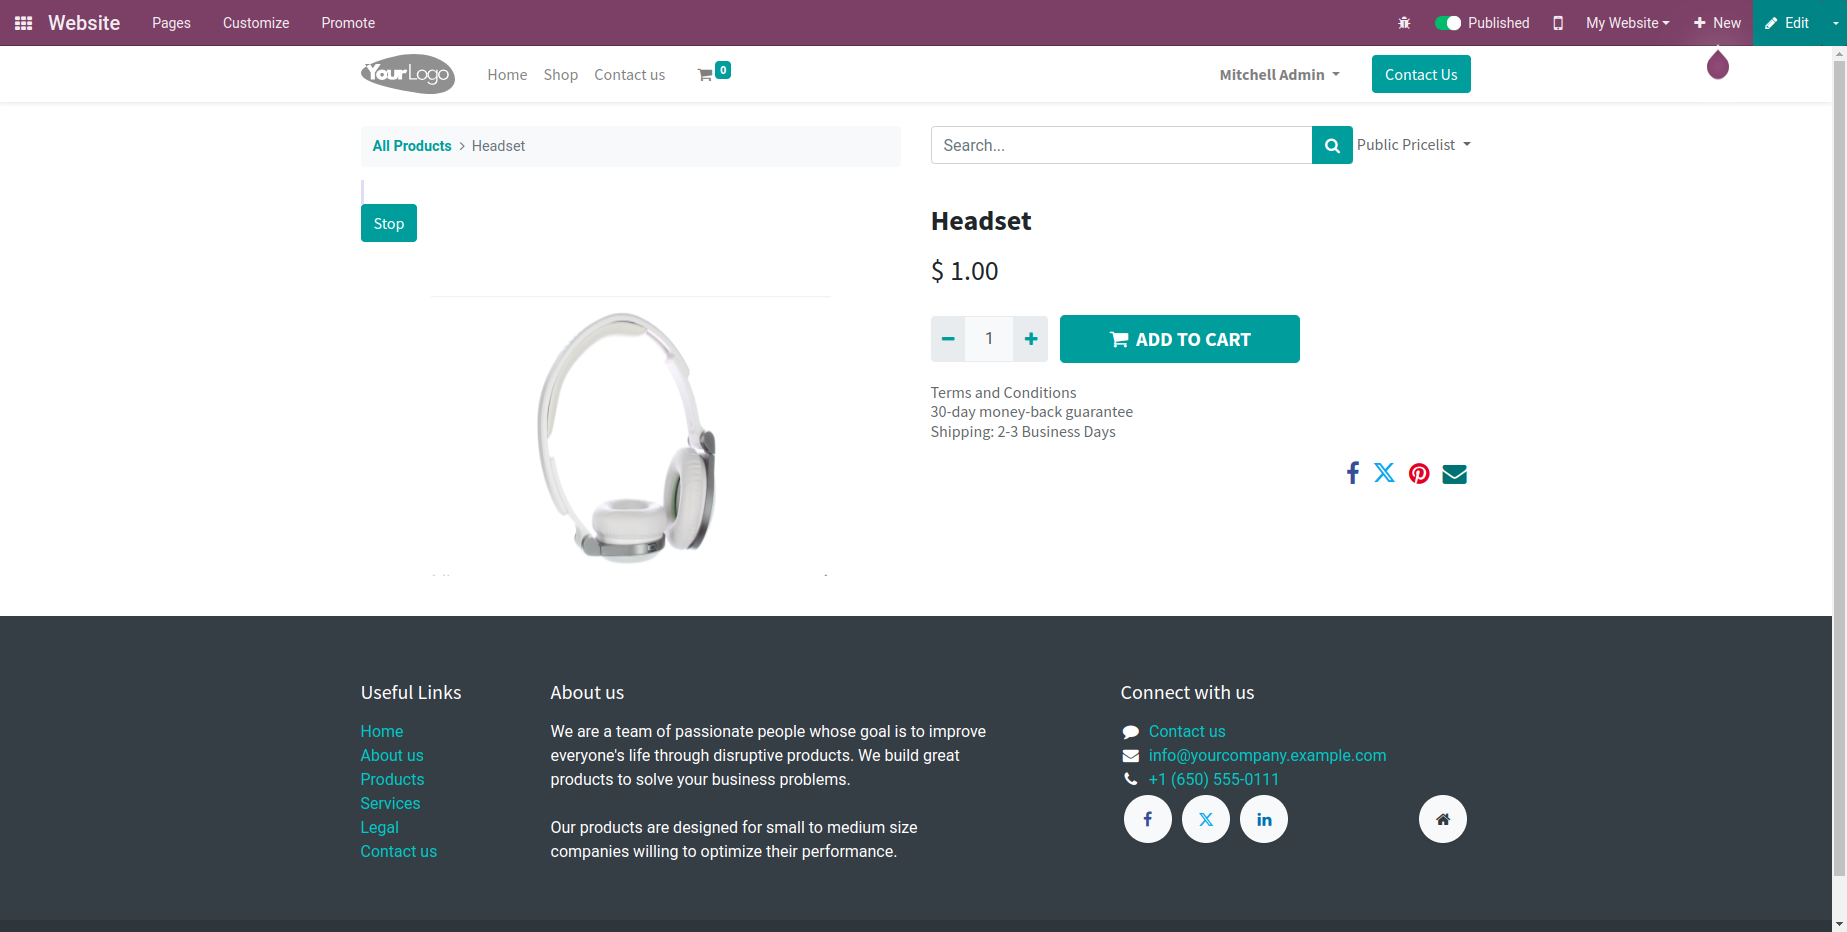 Website Pages Customize Promote Published My Website New Edit
YourLogo Home Shop Contact us 0 Mitchell Admin Contact Us
All Products > Headset
Search... Public Pricelist
Stop
Headset
$ 1.00
1 ADD TO CART
Terms and Conditions
30-day money-back guarantee
Shipping: 2-3 Business Days
Useful Links
Home
About us
Products
Services
Legal
Contact us
About us
We are a team of passionate people whose goal is to improve
everyone's life through disruptive products. We build great
products to solve your business problems.
Our products are designed for small to medium size
companies willing to optimize their performance.
Connect with us
Contact us
info@yourcompany.example.com
+1 (650) 555-0111